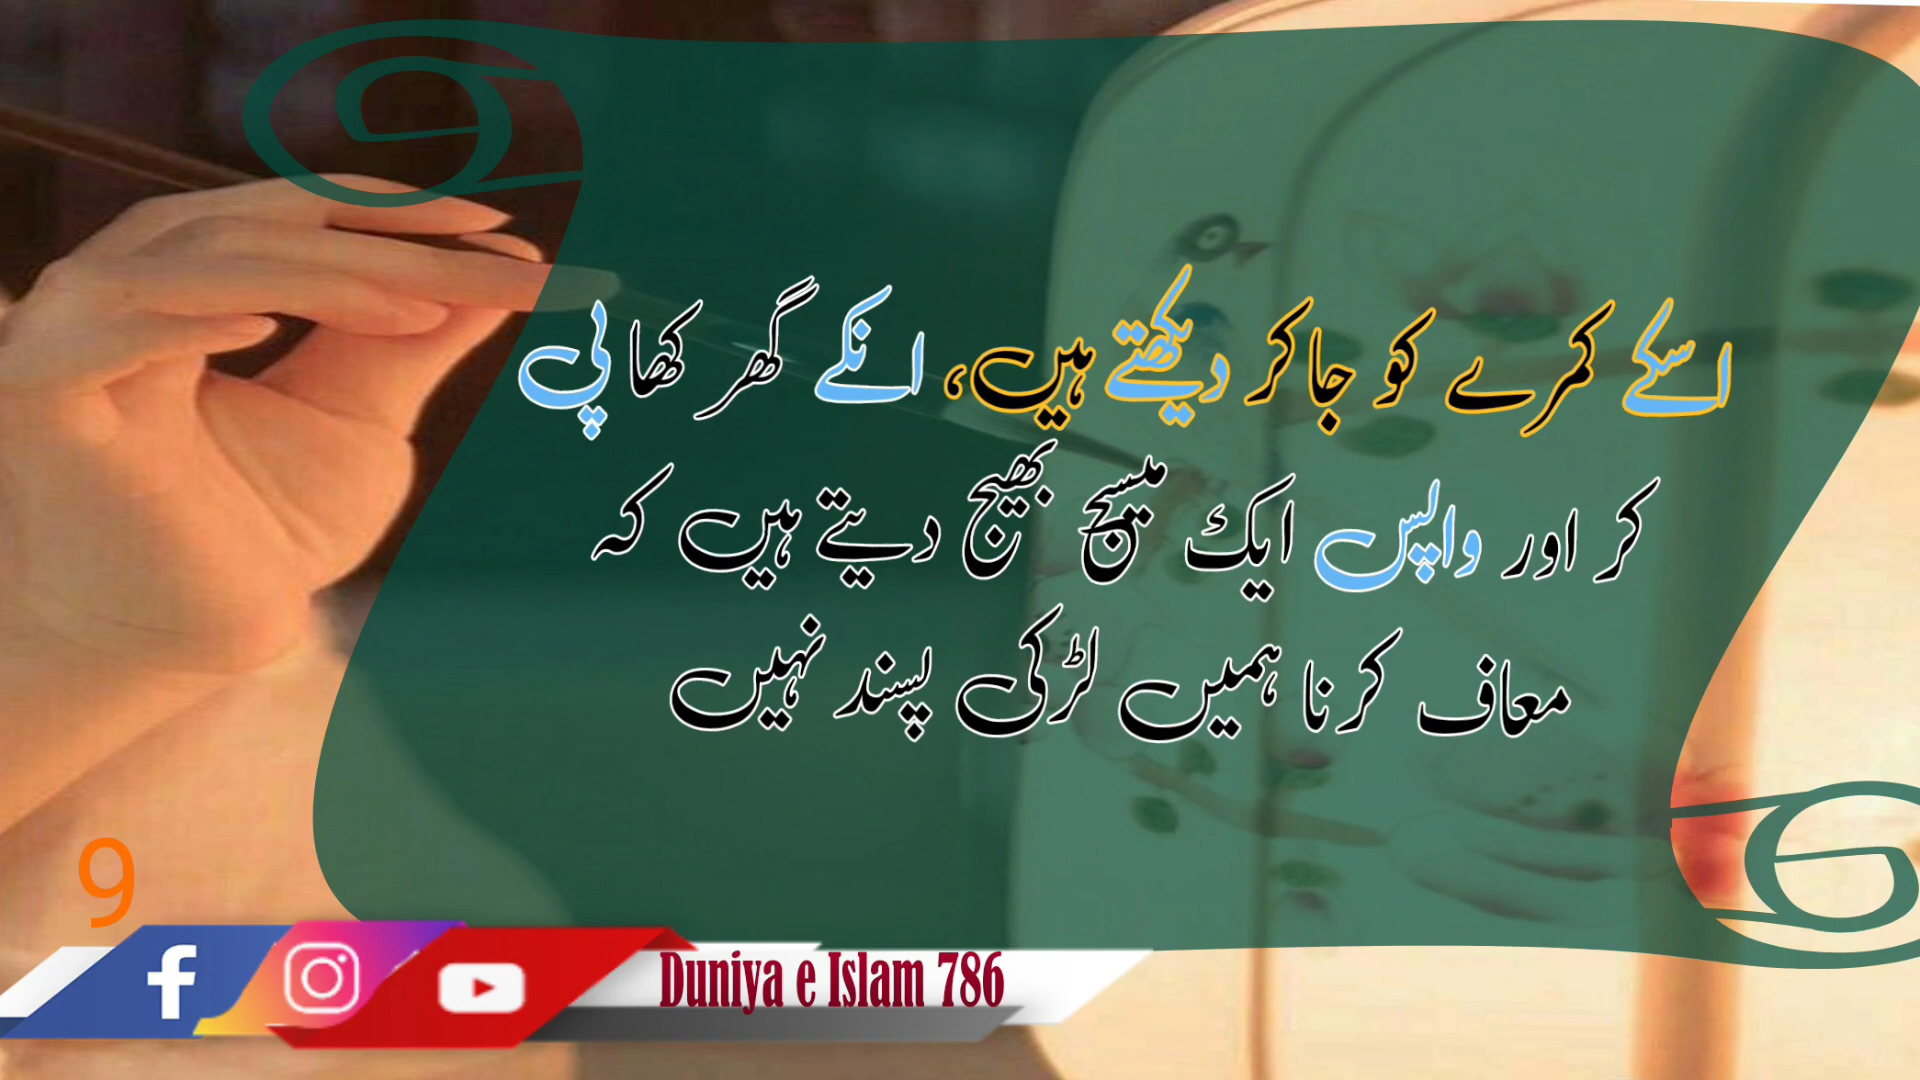 اسکے کمرے کو جا کر دیکھتے ہیں، انکے گھر کھا پی
کر اور واپس ایک میسیج بھیج دیتے ہیں کہ
معاف کرنا ہمیں لڑکی پسند نہیں
9
Duniya e Islam 786